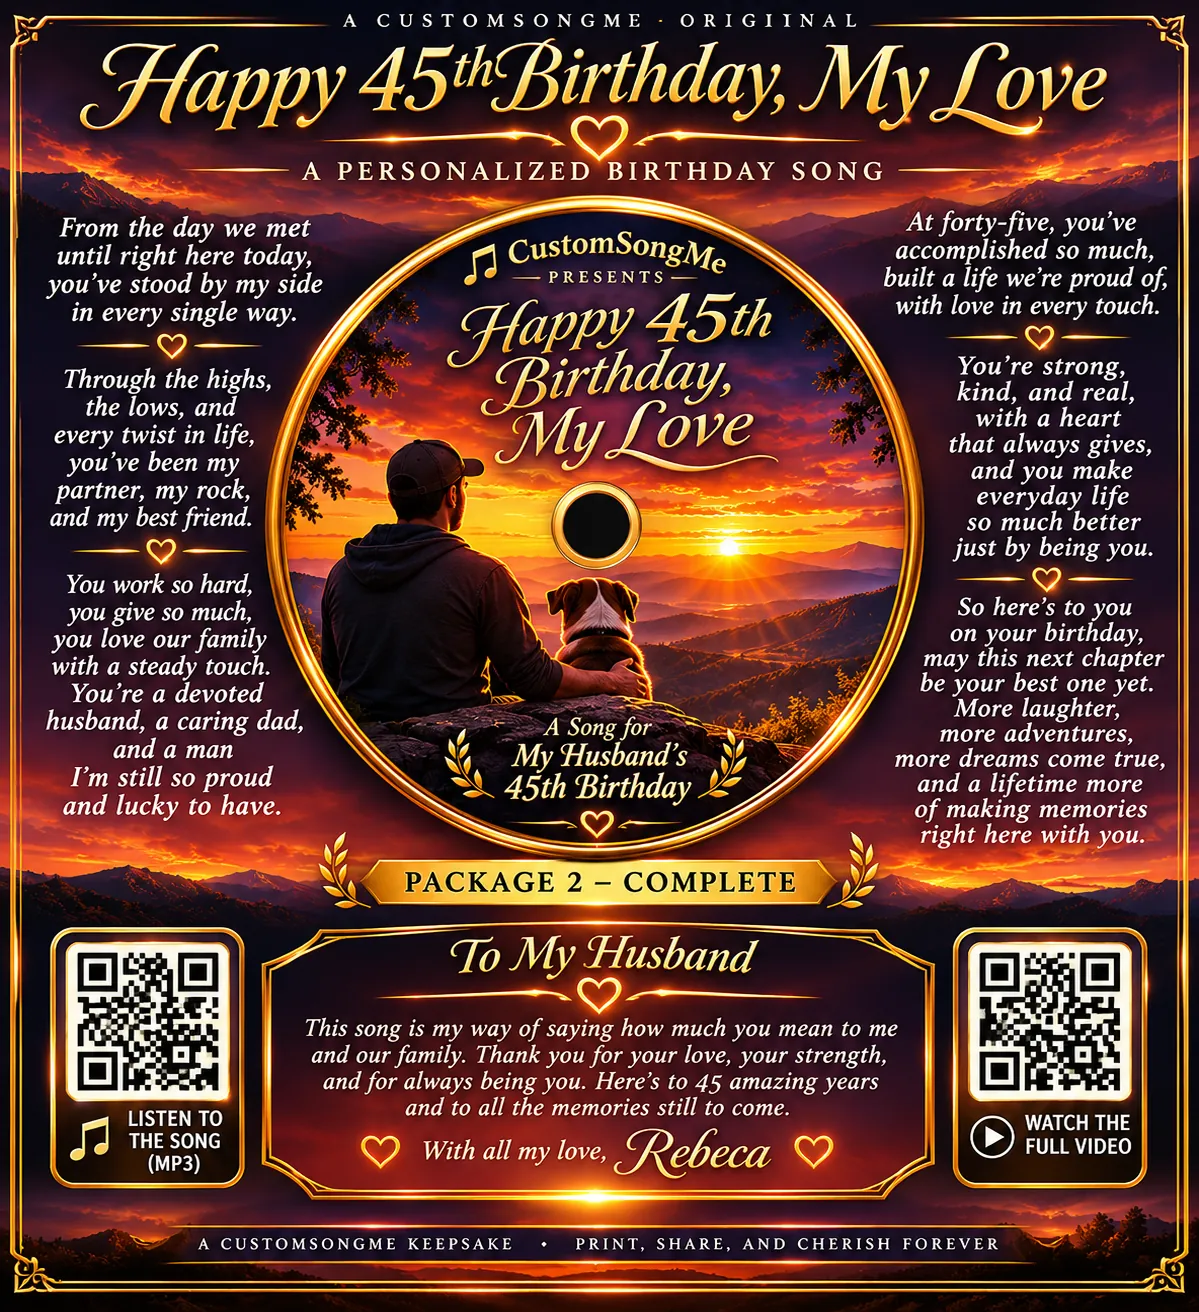 A CUSTOMSONGME · ORIGIINAL
Happy 45th Birthday, My Love
A PERSONALIZED BIRTHDAY SONG
From the day we met
until right here today,
you've stood by my side
in every single way.
Through the highs,
the lows, and
every twist in life,
you've been my
partner, my rock,
and my best friend.
You work so hard,
you give so much,
you love our family
with a steady touch.
You're a devoted
husband, a caring dad,
and a man
I'm still so proud
and lucky to have.
CustomSongMe
PRESENTS
Happy 45th
Birthday,
My Love
A Song for
My Husband's
45th Birthday
At forty-five, you've
accomplished so much,
built a life we're proud of,
with love in every touch.
You're strong,
kind, and real,
with a heart
that always gives,
and you make
everyday life
so much better
just by being you.
So here's to you
on your birthday,
may this next chapter
be your best one yet.
More laughter,
more adventures,
more dreams come true,
and a lifetime more
of making memories
right here with you.
PACKAGE 2 – COMPLETE
LISTEN TO
THE SONG
(MP3)
To My Husband
This song is my way of saying how much you mean to me
and our family. Thank you for your love, your strength,
and for always being you. Here's to 45 amazing years
and to all the memories still to come.
With all my love, Rebeca
WATCH THE
FULL VIDEO
A CUSTOMSONGME KEEPSAKE • PRINT, SHARE, AND CHERISH FOREVER